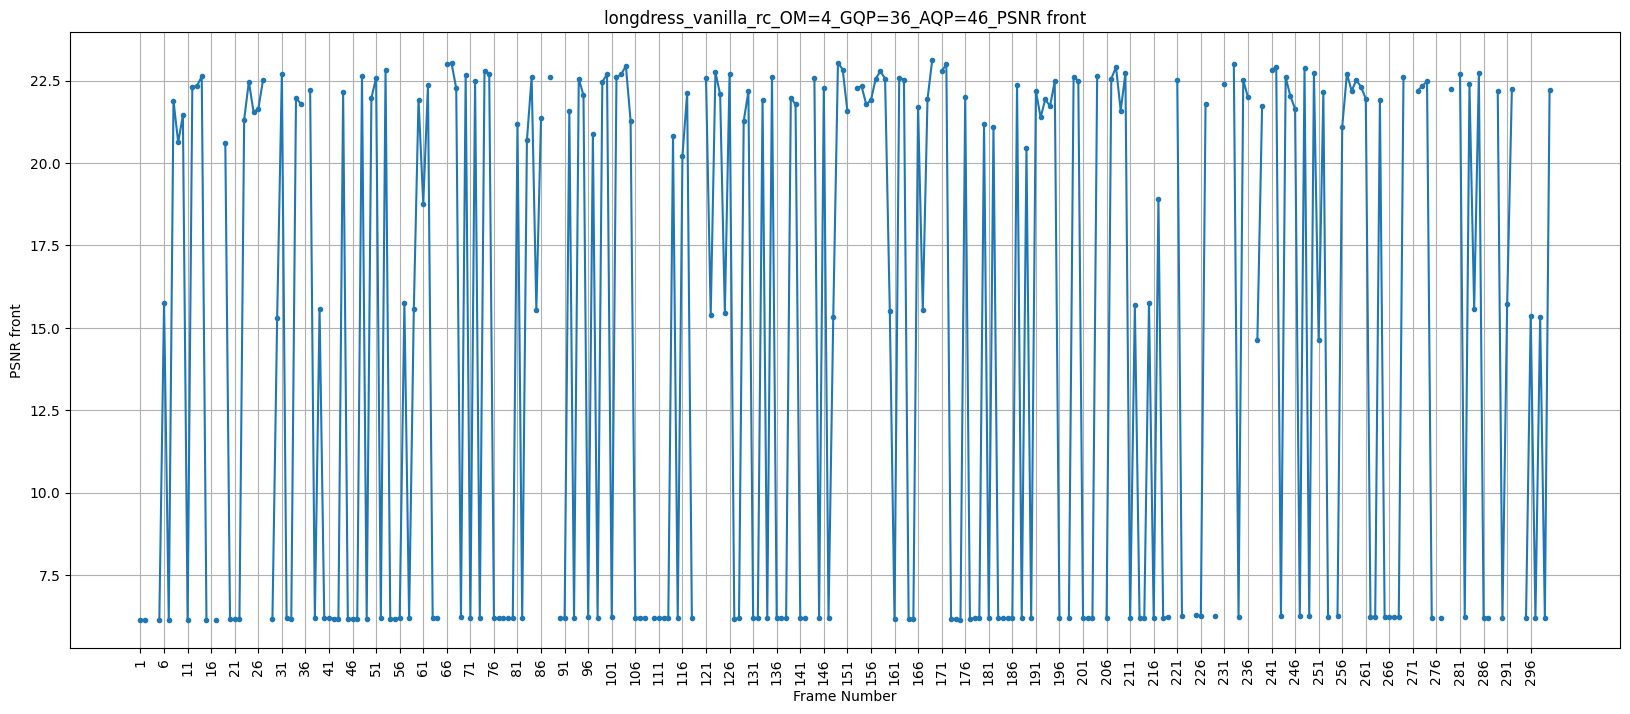 longdress_vanilla_rc_OM=4_GQP=36_AQP=46_PSNR front
PSNR front
22.5
20.0
17.5
15.0
12.5
10.0
7.5
1 6 11 16 21 26 31 36 41 46 51 56 61 66 71 76 81 86 91 96 101 106 111 116 121 126 131 136 141 146 151 156 161 166 171 176 181 186 191 196 201 206 211 216 221 226 231 236 241 246 251 256 261 266 271 276 281 286 291 296
Frame Number